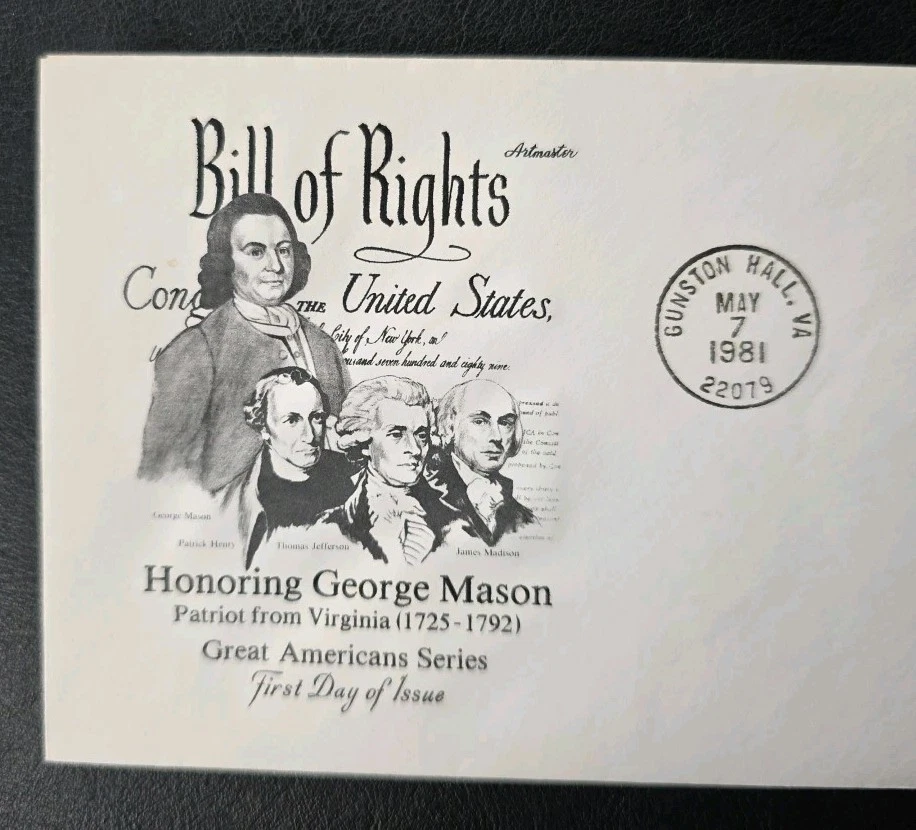 Bill of Rights
Artmaster
Cong THE United States,
City of New York, on
thousand seven hundred and eighty nine.
George Mason
Patrick Henry
Thomas Jefferson
James Madison
Honoring George Mason
Patriot from Virginia (1725-1792)
Great Americans Series
First Day of Issue
GUNSTON HALL, VA
MAY
7
1981
22079